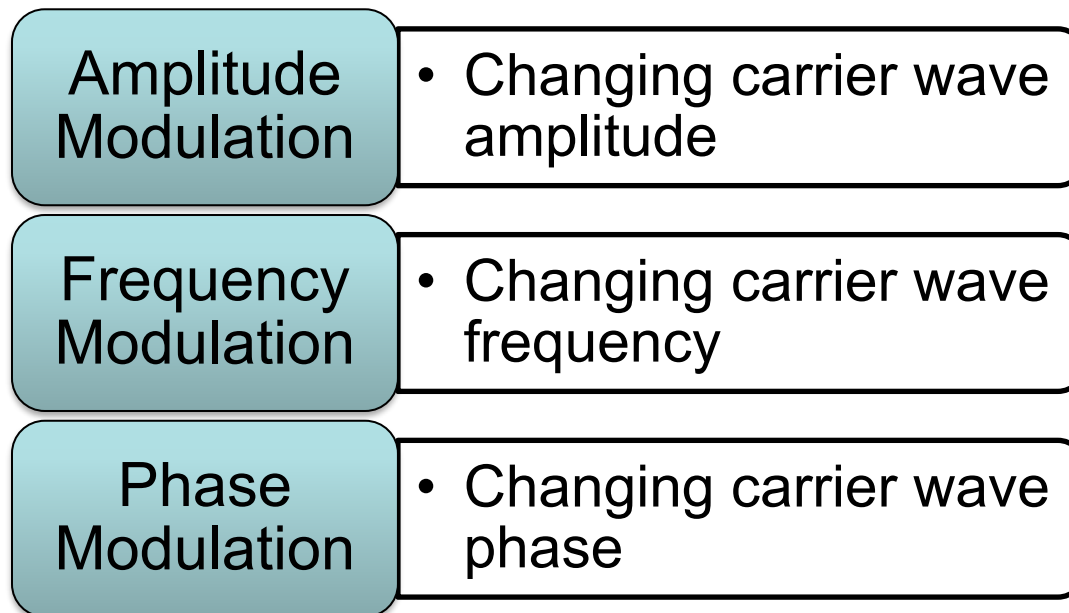 Amplitude
Modulation
• Changing carrier wave
amplitude
Frequency
Modulation
• Changing carrier wave
frequency
Phase
Modulation
• Changing carrier wave
phase